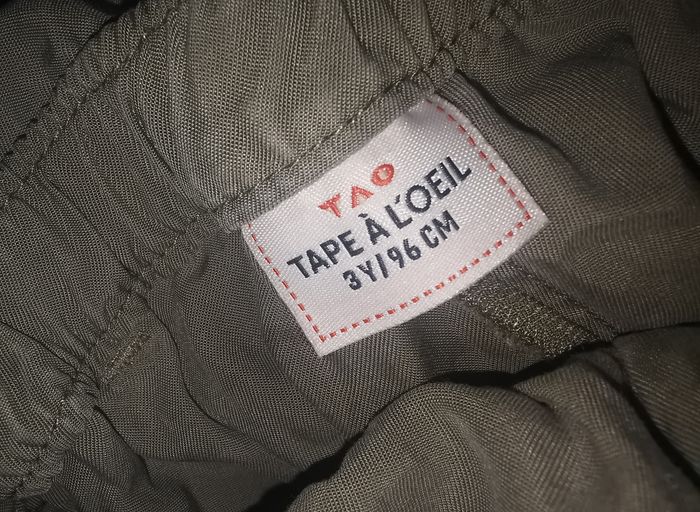 TAO
TAPE À L'OEIL
3Y/96 CM